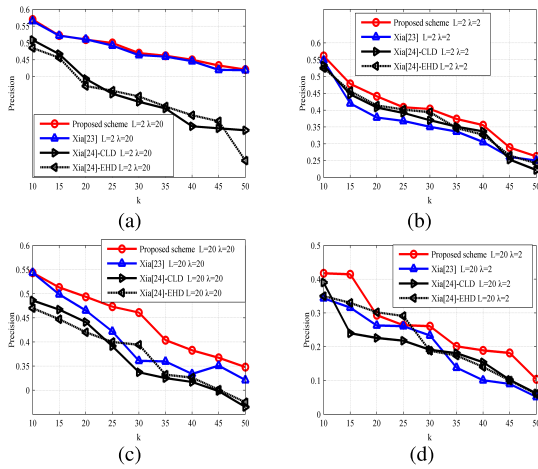 0.6
0.55
0.5
0.45
0
Precision
Proposed scheme L=2 λ=20
Xia[23] L=2 λ=20
Xia[24]-CLD L=2 λ=20
Xia[24]-EHD L=2 λ=20
10 15 20 25 30 35 40 45 50
k
(a)
0.6
0.55
0.5
0.45
0.4
0.35
0.3
0.25
0.2
Precision
Proposed scheme L=2 λ=2
Xia[23] L=2 λ=2
Xia[24]-CLD L=2 λ=2
Xia[24]-EHD L=2 λ=2
10 15 20 25 30 35 40 45 50
k
(b)
0.6
0.55
0.5
0.45
0.4
0.35
0
Precision
Proposed scheme L=20 λ=20
Xia[23] L=20 λ=20
Xia[24]-CLD L=20 λ=20
Xia[24]-EHD L=20 λ=20
10 15 20 25 30 35 40 45 50
k
(c)
0.5
0.4
0.3
0.2
0.1
0
Precision
Proposed scheme L=20 λ=2
Xia[23] L=20 λ=2
Xia[24]-CLD L=20 λ=2
Xia[24]-EHD L=20 λ=2
10 15 20 25 30 35 40 45 50
k
(d)